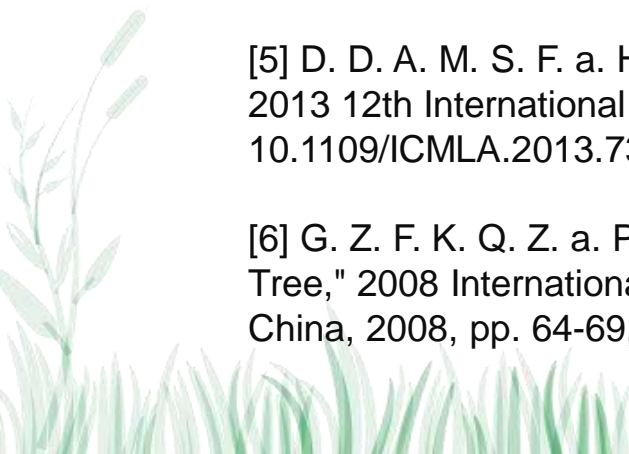 [5] D. D. A. M. S. F. a. H
2013 12th International
10.1109/ICMLA.2013.73
[6] G. Z. F. K. Q. Z. a. P
Tree," 2008 Internationa
China, 2008, pp. 64-69.